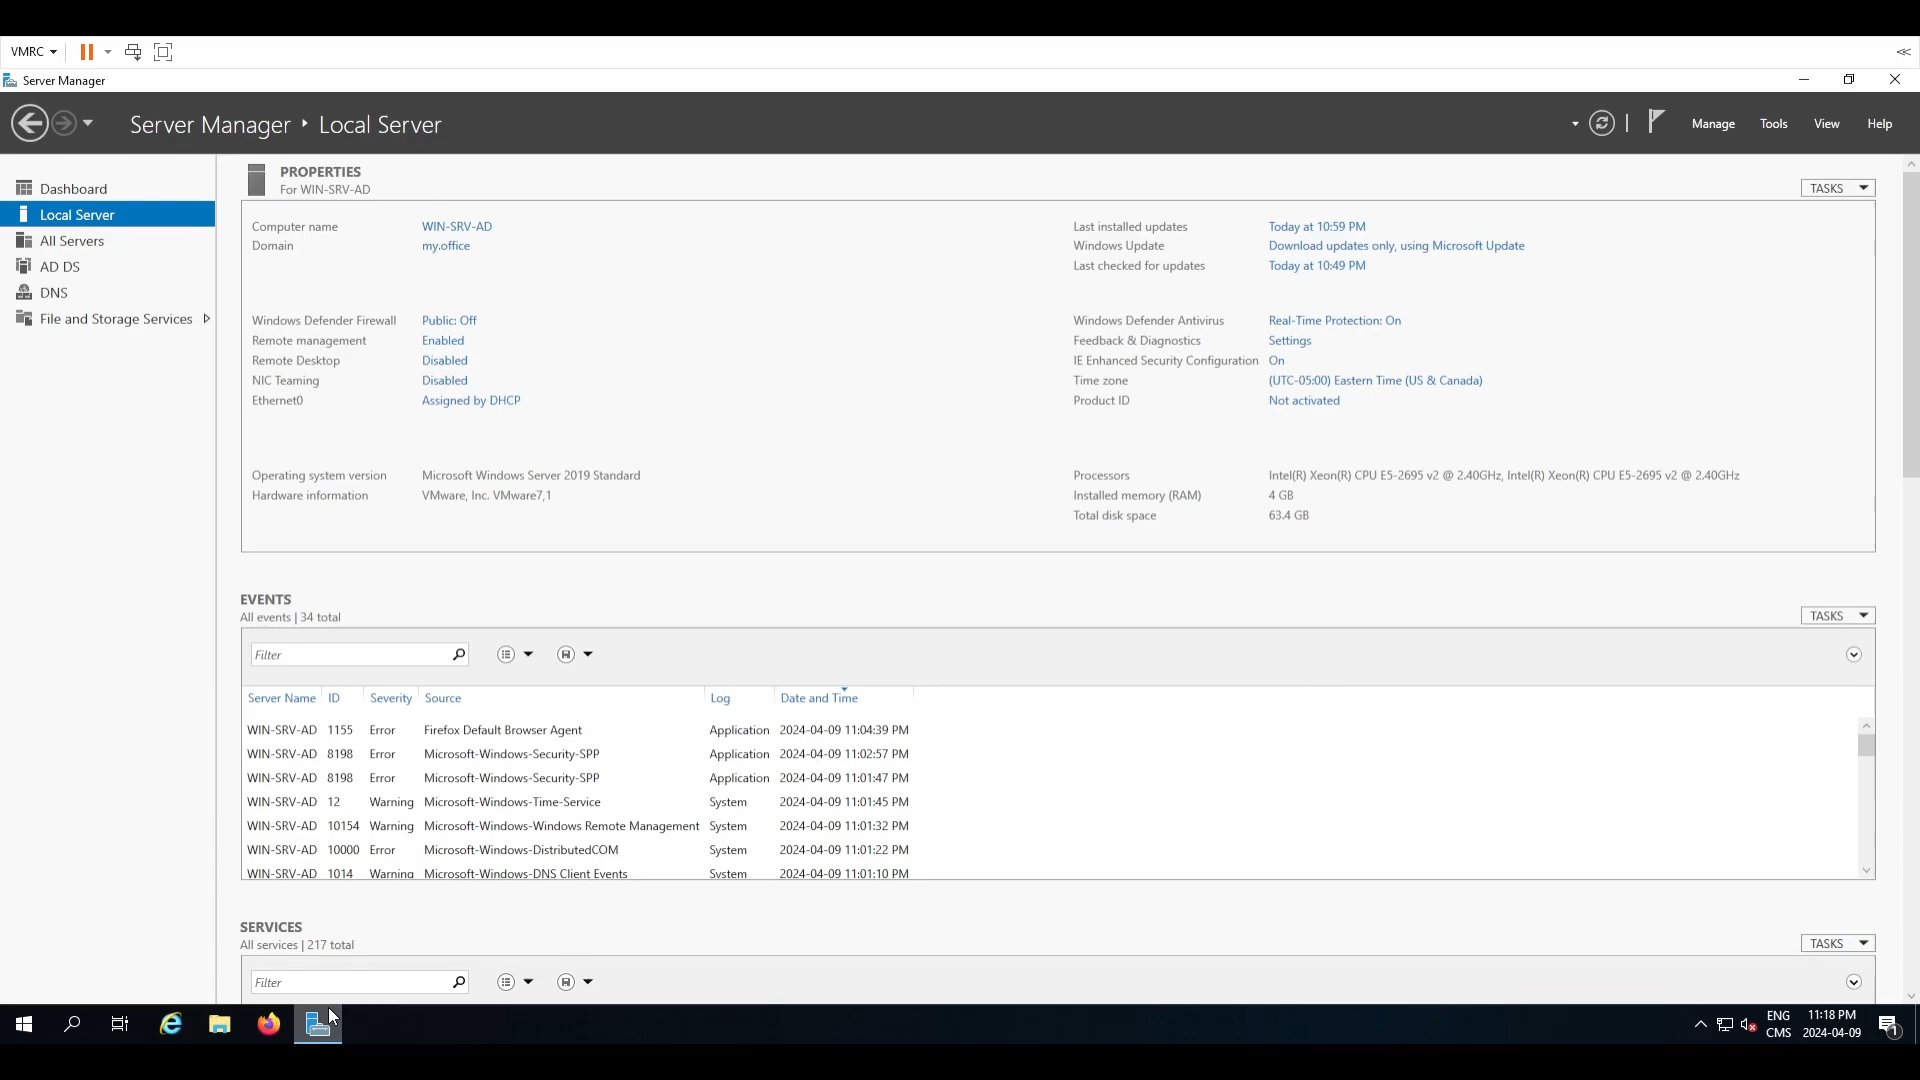 VMRC
Server Manager
Server Manager ‣ Local Server
Manage Tools View Help
Dashboard
Local Server
All Servers
AD DS
DNS
File and Storage Services
PROPERTIES
For WIN-SRV-AD
TASKS
Computer name WIN-SRV-AD
Domain my.office
Last installed updates Today at 10:59 PM
Windows Update Download updates only, using Microsoft Update
Last checked for updates Today at 10:49 PM
Windows Defender Firewall Public: Off
Remote management Enabled
Remote Desktop Disabled
NIC Teaming Disabled
Ethernet0 Assigned by DHCP
Windows Defender Antivirus Real-Time Protection: On
Feedback & Diagnostics Settings
IE Enhanced Security Configuration On
Time zone (UTC-05:00) Eastern Time (US & Canada)
Product ID Not activated
Operating system version Microsoft Windows Server 2019 Standard
Hardware information VMware, Inc. VMware7,1
Processors Intel(R) Xeon(R) CPU E5-2695 v2 @ 2.40GHz, Intel(R) Xeon(R) CPU E5-2695 v2 @ 2.40GHz
Installed memory (RAM) 4 GB
Total disk space 63.4 GB
EVENTS
All events | 34 total
TASKS
Filter
Server Name ID Severity Source Log Date and Time
WIN-SRV-AD 1155 Error Firefox Default Browser Agent Application 2024-04-09 11:04:39 PM
WIN-SRV-AD 8198 Error Microsoft-Windows-Security-SPP Application 2024-04-09 11:02:57 PM
WIN-SRV-AD 8198 Error Microsoft-Windows-Security-SPP Application 2024-04-09 11:01:47 PM
WIN-SRV-AD 12 Warning Microsoft-Windows-Time-Service System 2024-04-09 11:01:45 PM
WIN-SRV-AD 10154 Warning Microsoft-Windows-Windows Remote Management System 2024-04-09 11:01:32 PM
WIN-SRV-AD 10000 Error Microsoft-Windows-DistributedCOM System 2024-04-09 11:01:22 PM
WIN-SRV-AD 1014 Warning Microsoft-Windows-DNS Client Events System 2024-04-09 11:01:10 PM
SERVICES
All services | 217 total
TASKS
Filter
ENG
CMS
11:18 PM
2024-04-09
1